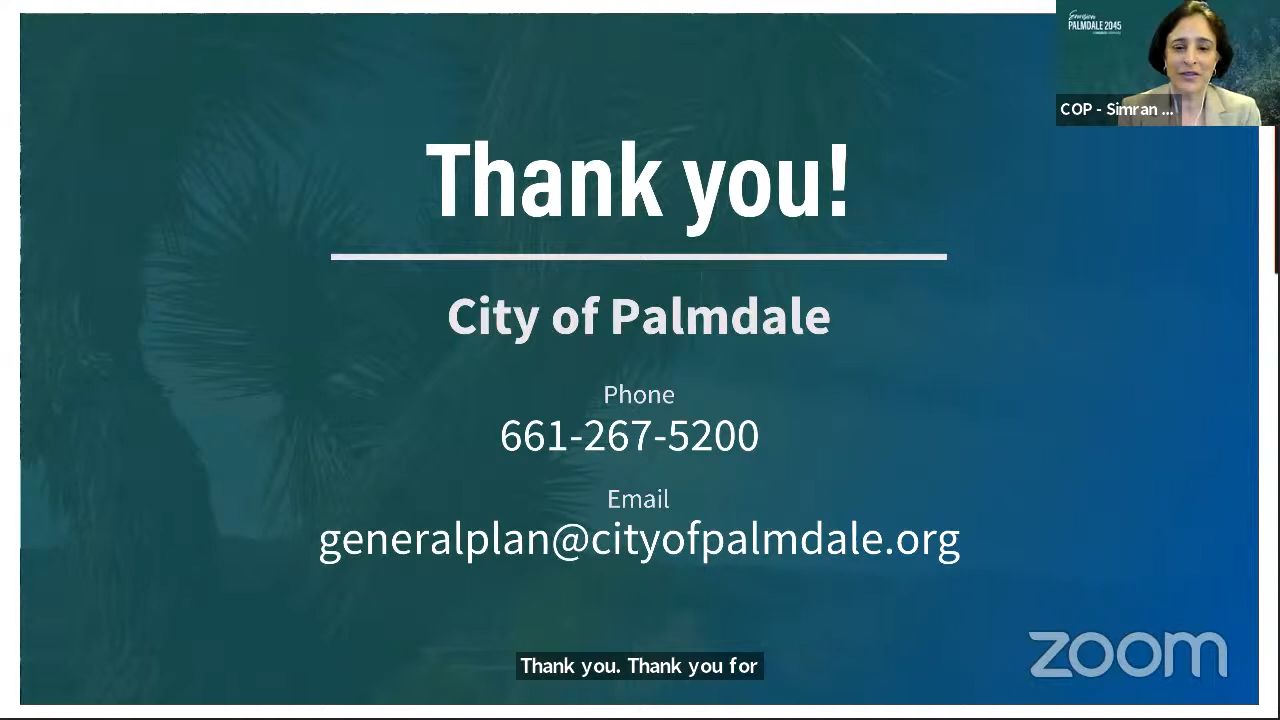 Envision
PALMDALE 2045
COP - Simran ...
Thank you!
City of Palmdale
Phone
661-267-5200
Email
generalplan@cityofpalmdale.org
zoom
Thank you. Thank you for